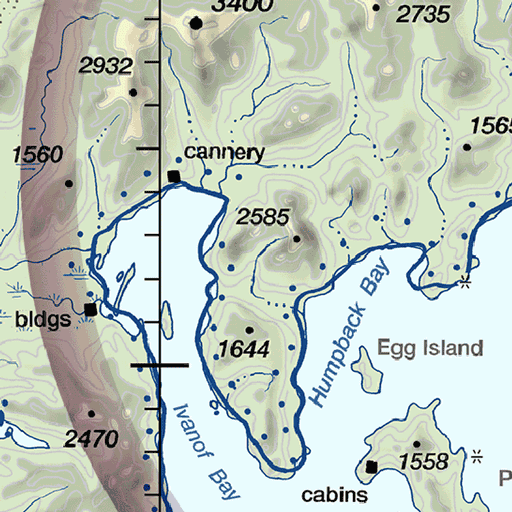 3400
2735
2932
1565
cannery
1560
2585
Humpback Bay
bldgs
1644
Egg Island
Ivanof Bay
2470
1558
cabins
P